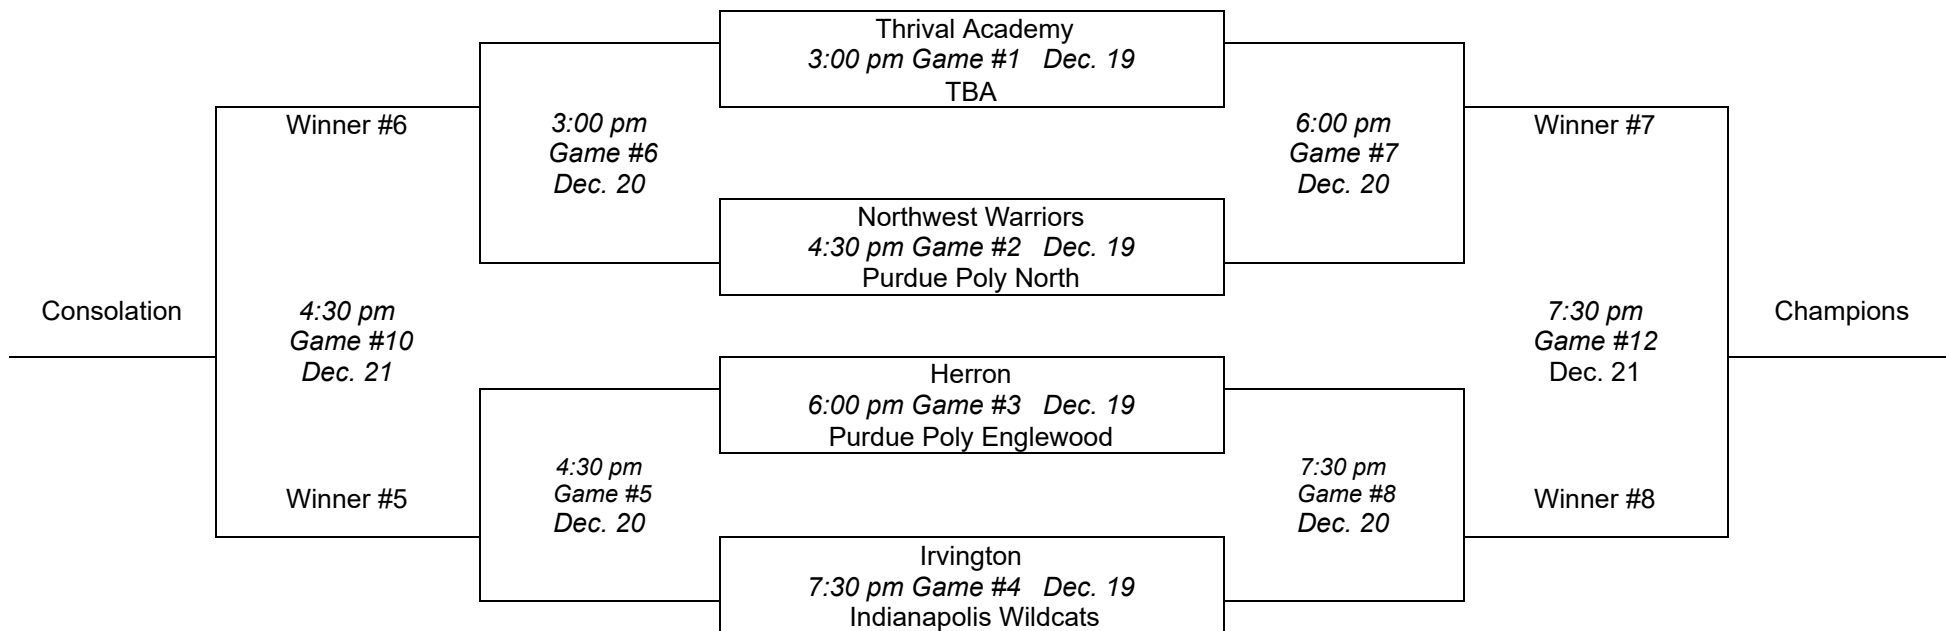 Thrival Academy
3:00 pm Game #1 Dec. 19
TBA
Winner #6
3:00 pm
Game #6
Dec. 20
6:00 pm
Game #7
Dec. 20
Winner #7
Northwest Warriors
4:30 pm Game #2 Dec. 19
Purdue Poly North
Consolation
4:30 pm
Game #10
Dec. 21
7:30 pm
Game #12
Dec. 21
Champions
Herron
6:00 pm Game #3 Dec. 19
Purdue Poly Englewood
Winner #5
4:30 pm
Game #5
Dec. 20
7:30 pm
Game #8
Dec. 20
Winner #8
Irvington
7:30 pm Game #4 Dec. 19
Indianapolis Wildcats